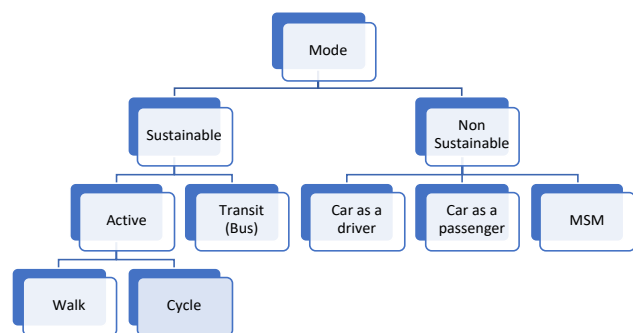 Mode
Sustainable
Non
Sustainable
Active
Transit
(Bus)
Car as a
driver
Car as a
passenger
MSM
Walk
Cycle